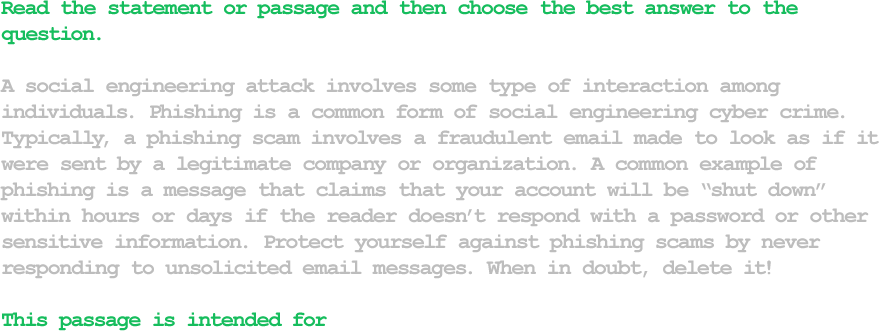 Read the statement or passage and then choose the best answer to the
question.
A social engineering attack involves some type of interaction among
individuals. Phishing is a common form of social engineering cyber crime.
Typically, a phishing scam involves a fraudulent email made to look as if it
were sent by a legitimate company or organization. A common example of
phishing is a message that claims that your account will be “shut down”
within hours or days if the reader doesn’t respond with a password or other
sensitive information. Protect yourself against phishing scams by never
responding to unsolicited email messages. When in doubt, delete it!
This passage is intended for